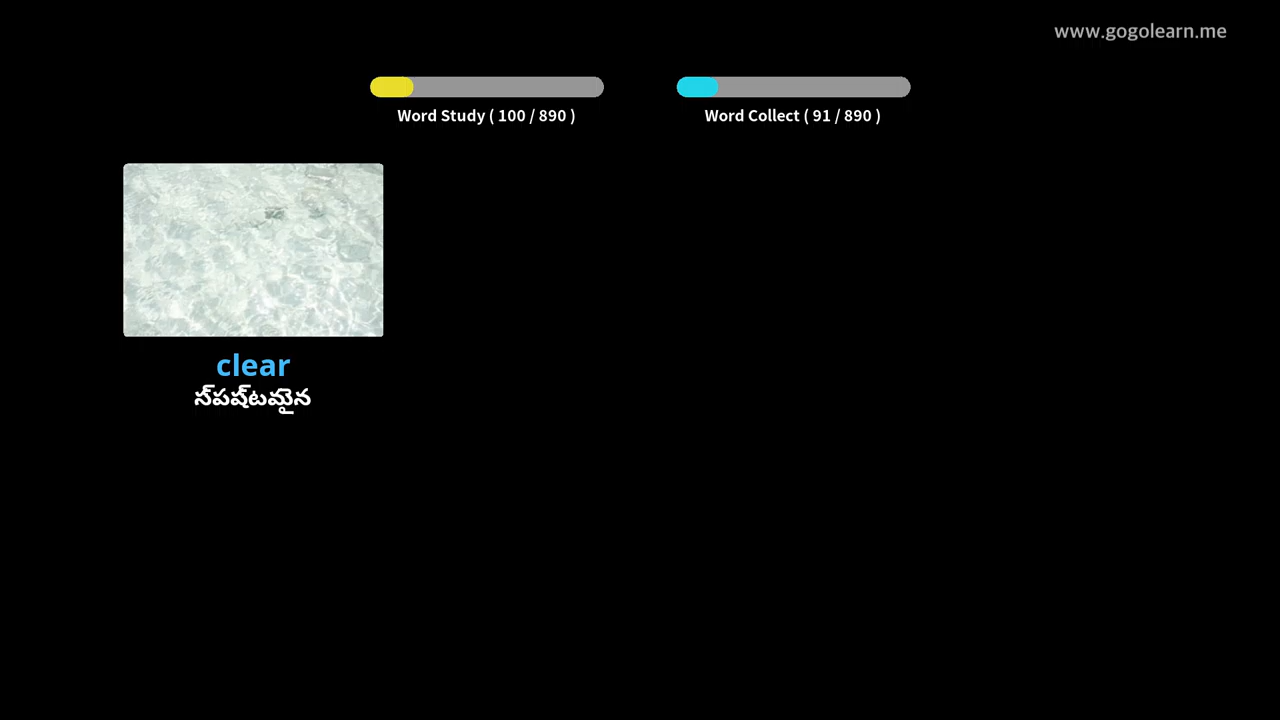 www.gogolearn.me
Word Study ( 100 / 890 )
Word Collect ( 91 / 890 )
clear
స్‌పష్‌టమైన